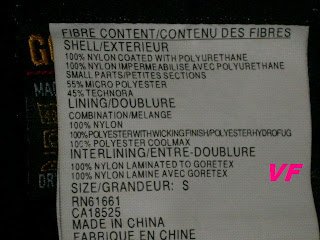 FIBRE CONTENT/CONTENU DES FIBRES
SHELL/EXTERIEUR
100% NYLON COATED WITH POLYURETHANE
100% NYLON IMPERMEABILISE AVEC POLYURETHANE
SMALL PARTS/PETITES SECTIONS
55% MICRO POLYESTER
45% TECHNORA
LINING/DOUBLURE
COMBINATION/MELANGE
100% NYLON
100%POLYESTERWITHWICKINGFINISH/POLYESTERHYDROFUG
100% POLYESTER COOLMAX
INTERLINING/ENTRE-DOUBLURE
100% NYLON LAMINATED TO GORETEX
100% NYLON LAMINE AVEC GORETEX
VF
SIZE/GRANDEUR: S
RN61661
CA18525
MADE IN CHINA
FABRIQUE EN CHINE